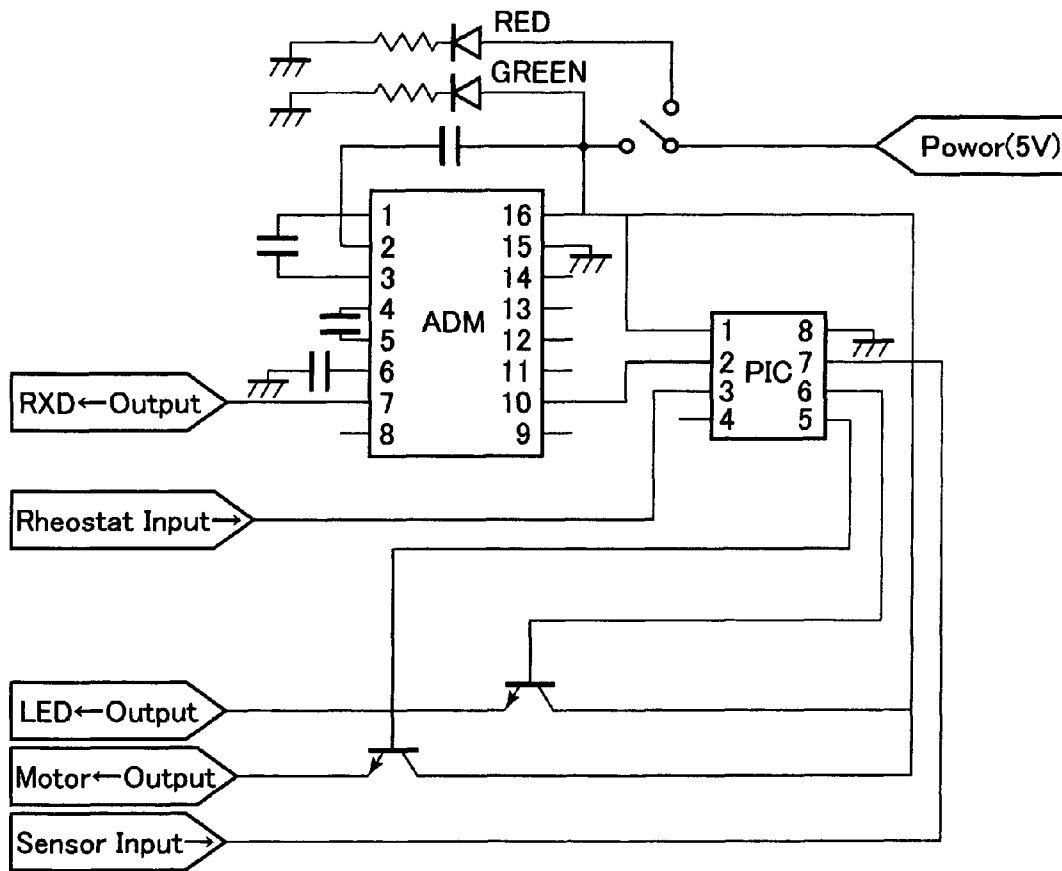 RED
GREEN
Powor(5V)
1 16
2 15
3 14
4 13
ADM
5 12
6 11
7 10
8 9
1 8
2 7
PIC
3 6
4 5
RXD←Output
Rheostat Input→
LED←Output
Motor←Output
Sensor Input→